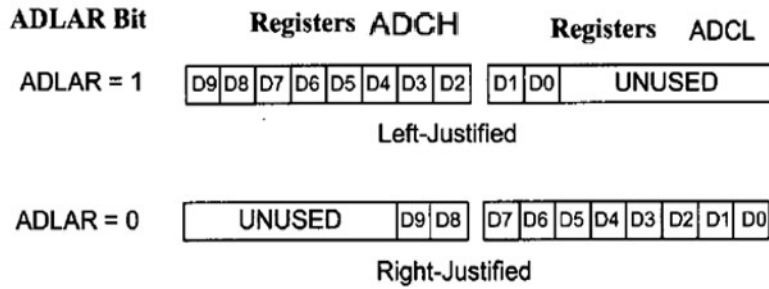 ADLAR Bit Registers ADCH Registers ADCL
ADLAR = 1 D9 D8 D7 D6 D5 D4 D3 D2 D1 D0 UNUSED
Left-Justified
ADLAR = 0 UNUSED D9 D8 D7 D6 D5 D4 D3 D2 D1 D0
Right-Justified